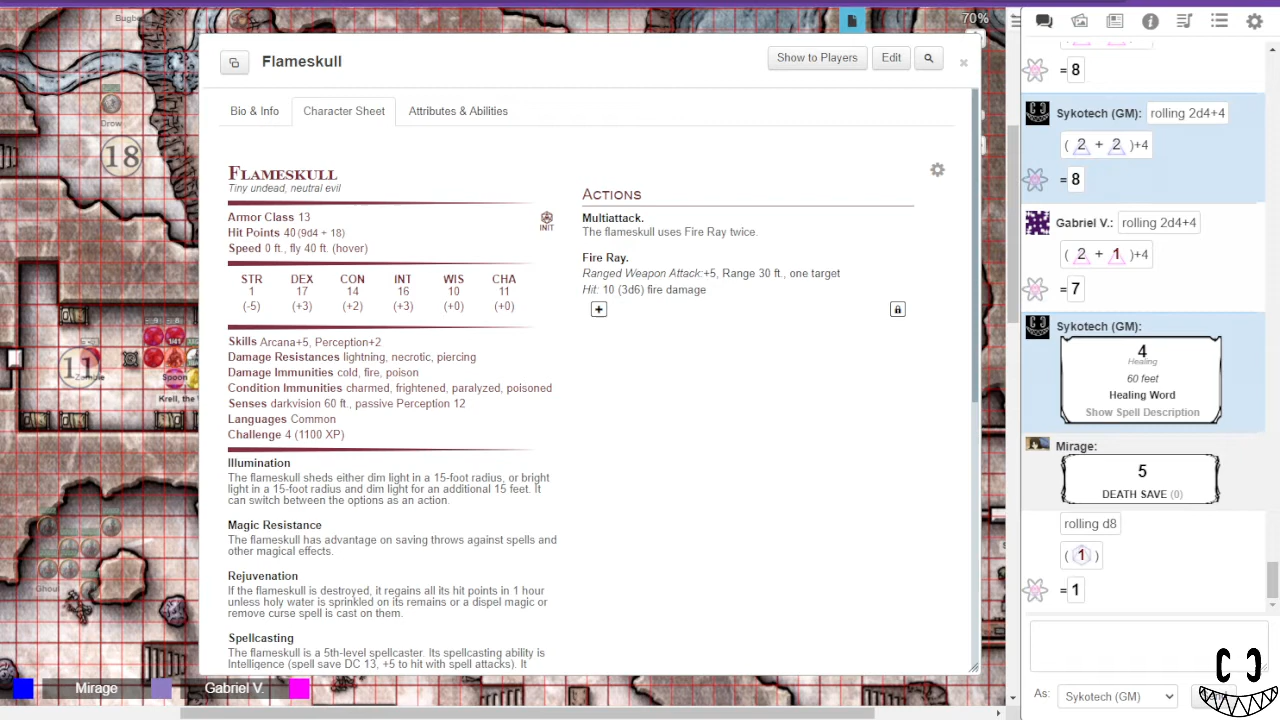 Bugbe
70%
Flameskull
Show to Players
Edit
Bio & Info
Character Sheet
Attributes & Abilities
Drow
18
11
Zombie
Spoon
Krell, the
Ghoul
FLAMESKULL
Tiny undead, neutral evil
Armor Class 13
Hit Points 40 (9d4 + 18)
Speed 0 ft., fly 40 ft. (hover)
INIT
STR DEX CON INT WIS CHA
1 17 14 16 10 11
(-5) (+3) (+2) (+3) (+0) (+0)
Skills Arcana+5, Perception+2
Damage Resistances lightning, necrotic, piercing
Damage Immunities cold, fire, poison
Condition Immunities charmed, frightened, paralyzed, poisoned
Senses darkvision 60 ft., passive Perception 12
Languages Common
Challenge 4 (1100 XP)
Illumination
The flameskull sheds either dim light in a 15-foot radius, or bright
light in a 15-foot radius and dim light for an additional 15 feet. It
can switch between the options as an action.
Magic Resistance
The flameskull has advantage on saving throws against spells and
other magical effects.
Rejuvenation
If the flameskull is destroyed, it regains all its hit points in 1 hour
unless holy water is sprinkled on its remains or a dispel magic or
remove curse spell is cast on them.
Spellcasting
The flameskull is a 5th-level spellcaster. Its spellcasting ability is
Intelligence (spell save DC 13, +5 to hit with spell attacks). It
ACTIONS
Multiattack.
The flameskull uses Fire Ray twice.
Fire Ray.
Ranged Weapon Attack:+5, Range 30 ft., one target
Hit: 10 (3d6) fire damage
=8
Sykotech (GM): rolling 2d4+4
(2 + 2)+4
=8
Gabriel V.: rolling 2d4+4
(2 + 1)+4
=7
Sykotech (GM):
4
Healing
60 feet
Healing Word
Show Spell Description
Mirage:
5
DEATH SAVE (0)
rolling d8
(1)
=1
As: Sykotech (GM)
Mirage
Gabriel V.